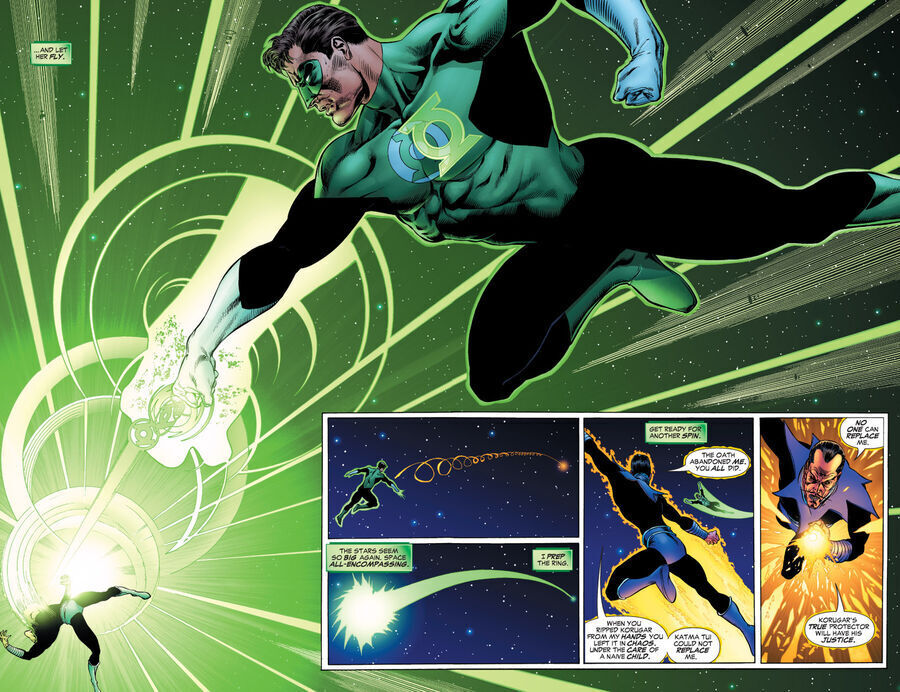 ...AND LET
HER FLY.
THE STARS SEEM
SO BIG AGAIN. SPACE
ALL-ENCOMPASSING.
I PREP
THE RING.
GET READY FOR
ANOTHER SPIN.
THE OATH
ABANDONED ME.
YOU ALL DID.
WHEN YOU
RIPPED KORUGAR
FROM MY HANDS YOU
LEFT IT IN CHAOS.
UNDER THE CARE OF
A NAIVE CHILD.
KATMA TUI
COULD NOT
REPLACE
ME.
NO
ONE CAN
REPLACE
ME.
KORUGAR'S
TRUE PROTECTOR
WILL HAVE HIS
JUSTICE.